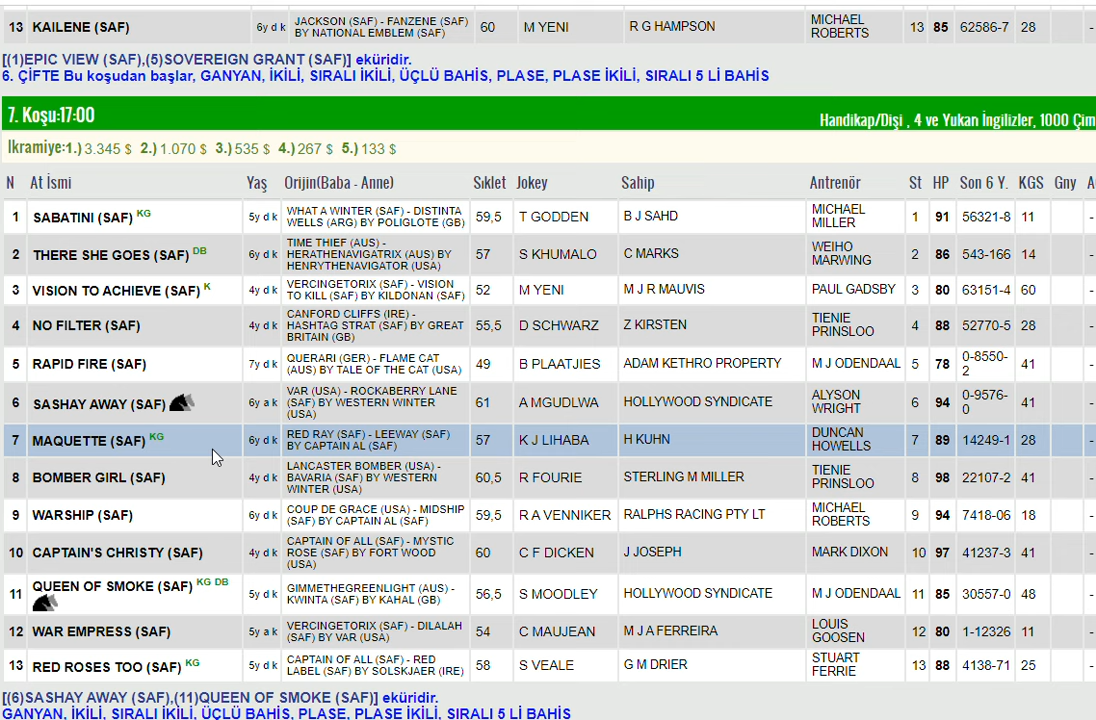 13 KAILENE (SAF) 6y d k JACKSON (SAF) - FANZENE (SAF) BY NATIONAL EMBLEM (SAF) 60 M YENI R G HAMPSON MICHAEL ROBERTS 13 85 62586-7 28 -
[(1)EPIC VIEW (SAF),(5)SOVEREIGN GRANT (SAF)] eküridir.
6. ÇİFTE Bu koşudan başlar, GANYAN, İKİLİ, SIRALI İKİLİ, ÜÇLÜ BAHİS, PLASE, PLASE İKİLİ, SIRALI 5 Lİ BAHİS
7. Koşu:17:00 Handikap/Dişi , 4 ve Yukarı İngilizler, 1000 Çim
Ikramiye:1.) 3.345 $ 2.) 1.070 $ 3.) 535 $ 4.) 267 $ 5.) 133 $
N At İsmi Yaş Orijin(Baba - Anne) Sıklet Jokey Sahip Antrenör St HP Son 6 Y. KGS Gny
1 SABATINI (SAF) KG 5y d k WHAT A WINTER (SAF) - DISTINTA WELLS (ARG) BY POLIGLOTE (GB) 59,5 T GODDEN B J SAHD MICHAEL MILLER 1 91 56321-8 11 -
2 THERE SHE GOES (SAF) DB 6y d k TIME THIEF (AUS) - HERATHENAVIGATRIX (AUS) BY HENRYTHENAVIGATOR (USA) 57 S KHUMALO C MARKS WEIHO MARWING 2 86 543-166 14 -
3 VISION TO ACHIEVE (SAF) K 4y d k VERCINGETORIX (SAF) - VISION TO KILL (SAF) BY KILDONAN (SAF) 52 M YENI M J R MAUVIS PAUL GADSBY 3 80 63151-4 60 -
4 NO FILTER (SAF) 4y d k CANFORD CLIFFS (IRE) - HASHTAG STRAT (SAF) BY GREAT BRITAIN (GB) 55,5 D SCHWARZ Z KIRSTEN TIENIE PRINSLOO 4 88 52770-5 28 -
5 RAPID FIRE (SAF) 7y d k QUERARI (GER) - FLAME CAT (AUS) BY TALE OF THE CAT (USA) 49 B PLAATJIES ADAM KETHRO PROPERTY M J ODENDAAL 5 78 0-8550-2 41 -
6 SASHAY AWAY (SAF) 6y a k VAR (USA) - ROCKABERRY LANE (SAF) BY WESTERN WINTER (USA) 61 A MGUDLWA HOLLYWOOD SYNDICATE ALYSON WRIGHT 6 94 0-9576-0 41 -
7 MAQUETTE (SAF) KG 6y d k RED RAY (SAF) - LEEWAY (SAF) BY CAPTAIN AL (SAF) 57 K J LIHABA H KUHN DUNCAN HOWELLS 7 89 14249-1 28 -
8 BOMBER GIRL (SAF) 4y d k LANCASTER BOMBER (USA) - BAVARIA (SAF) BY WESTERN WINTER (USA) 60,5 R FOURIE STERLING M MILLER TIENIE PRINSLOO 8 98 22107-2 41 -
9 WARSHIP (SAF) 6y d k COUP DE GRACE (USA) - MIDSHIP (SAF) BY CAPTAIN AL (SAF) 59,5 R A VENNIKER RALPHS RACING PTY LT MICHAEL ROBERTS 9 94 7418-06 18 -
10 CAPTAIN'S CHRISTY (SAF) 4y d k CAPTAIN OF ALL (SAF) - MYSTIC ROSE (SAF) BY FORT WOOD (USA) 60 C F DICKEN J JOSEPH MARK DIXON 10 97 41237-3 41 -
11 QUEEN OF SMOKE (SAF) KG DB 5y d k GIMMETHEGREENLIGHT (AUS) - KWINTA (SAF) BY KAHAL (GB) 56,5 S MOODLEY HOLLYWOOD SYNDICATE M J ODENDAAL 11 85 30557-0 48 -
12 WAR EMPRESS (SAF) 5y a k VERCINGETORIX (SAF) - DILALAH (SAF) BY VAR (USA) 54 C MAUJEAN M J A FERREIRA LOUIS GOOSEN 12 80 1-12326 11 -
13 RED ROSES TOO (SAF) KG 5y d k CAPTAIN OF ALL (SAF) - RED LABEL (SAF) BY SOLSKJAER (IRE) 58 S VEALE G M DRIER STUART FERRIE 13 88 4138-71 25 -
[(6)SASHAY AWAY (SAF),(11)QUEEN OF SMOKE (SAF)] eküridir.
GANYAN, İKİLİ, SIRALI İKİLİ, ÜÇLÜ BAHİS, PLASE, PLASE İKİLİ, SIRALI 5 Lİ BAHİS